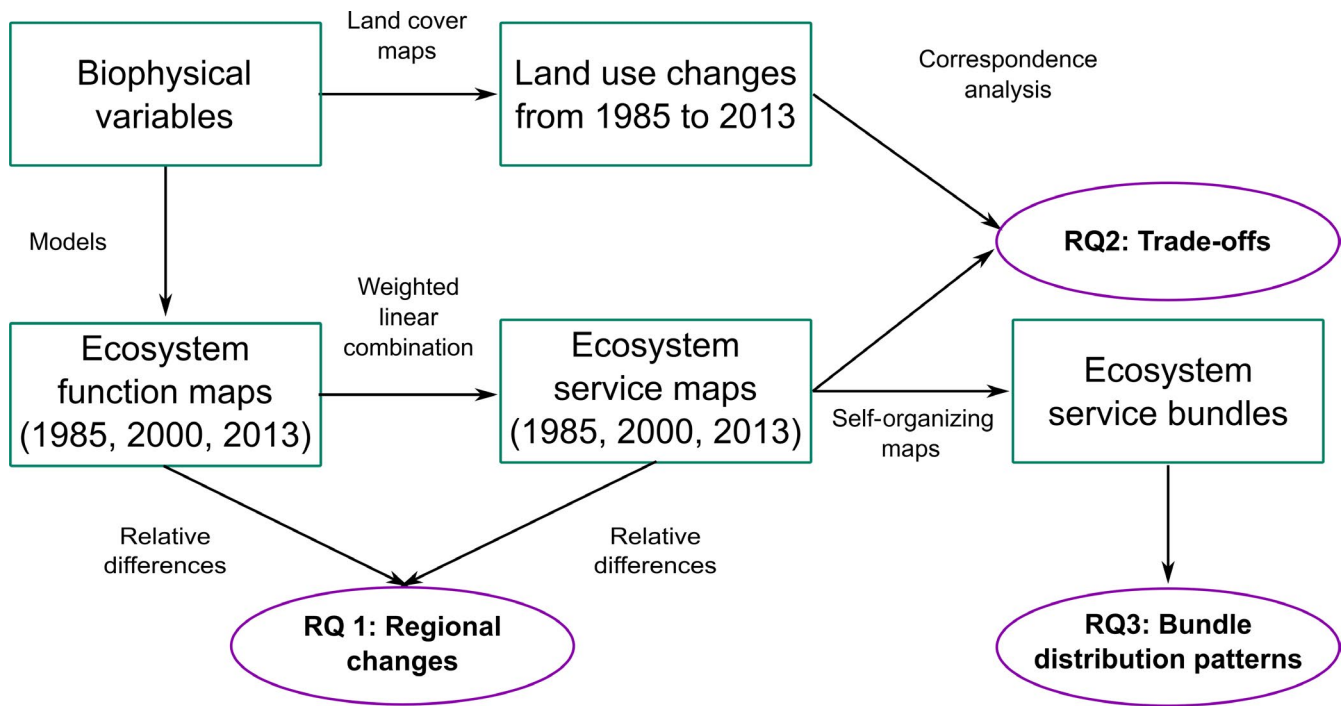 Land cover
maps
Biophysical
variables
Land use changes
from 1985 to 2013
Correspondence
analysis
Models
RQ2: Trade-offs
Weighted
linear
combination
Ecosystem
function maps
(1985, 2000, 2013)
Ecosystem
service maps
(1985, 2000, 2013)
Self-organizing
maps
Ecosystem
service bundles
Relative
differences
Relative
differences
RQ 1: Regional
changes
RQ3: Bundle
distribution patterns